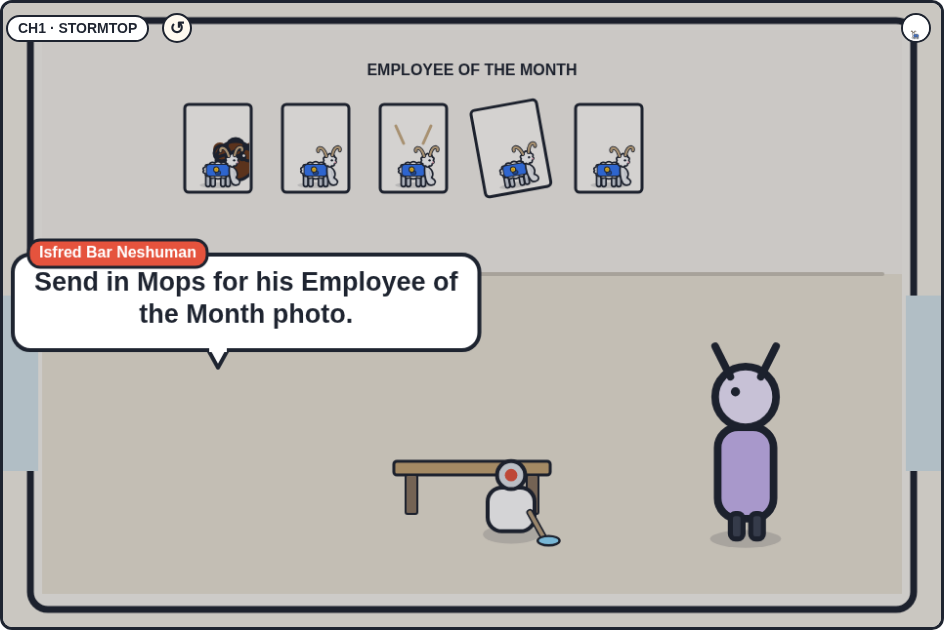 CH1 · STORMTOP
↺
EMPLOYEE OF THE MONTH
Isfred Bar Neshuman
Send in Mops for his Employee of
the Month photo.